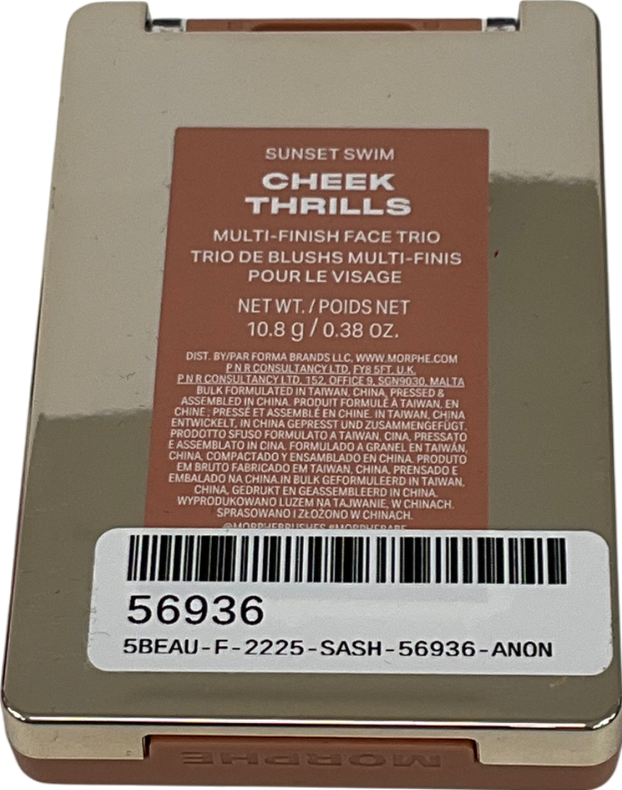 SUNSET SWIM
CHEEK
THRILLS
MULTI-FINISH FACE TRIO
TRIO DE BLUSHS MULTI-FINIS
POUR LE VISAGE
NET WT. / POIDS NET
10.8 g / 0.38 OZ.
DIST. BY/PAR FORMA BRANDS LLC, WWW.MORPHE.COM
P N R CONSULTANCY LTD, FY8 5FT, U.K.
P N R CONSULTANCY LTD, 152, OFFICE 9, SGN9030, MALTA
BULK FORMULATED IN TAIWAN, CHINA, PRESSED &
ASSEMBLED IN CHINA. PRODUIT FORMULÉ À TAIWAN, EN
CHINE ; PRESSÉ ET ASSEMBLÉ EN CHINE. IN TAIWAN, CHINA
ENTWICKELT, IN CHINA GEPRESST UND ZUSAMMENGEFÜGT.
PRODOTTO SFUSO FORMULATO A TAIWAN, CINA, PRESSATO
E ASSEMBLATO IN CINA. FORMULADO A GRANEL EN TAIWÁN,
CHINA, COMPACTADO Y ENSAMBLADO EN CHINA. PRODUTO
EM BRUTO FABRICADO EM TAIWAN, CHINA, PRENSADO E
EMBALADO NA CHINA.IN BULK GEFORMULEERD IN TAIWAN,
CHINA, GEDRUKT EN GEASSEMBLEERD IN CHINA.
WYPRODUKOWANO LUZEM NA TAJWANIE, W CHINACH.
SPRASOWANO I ZŁOŻONO W CHINACH.
@MORPHEBRUSHES #MORPHEBABE
56936
5BEAU-F-2225-SASH-56936-ANON
MORPHE